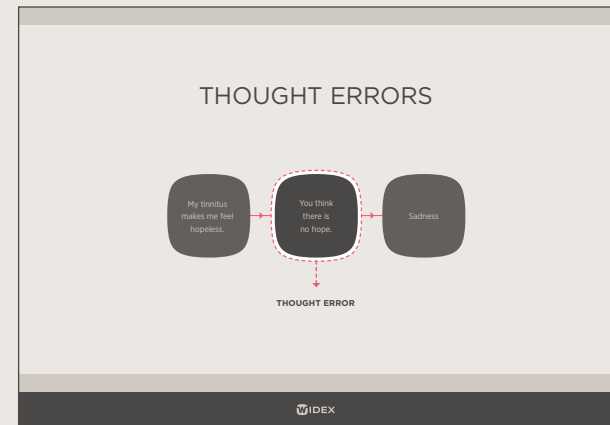 THOUGHT ERRORS
My tinnitus
makes me feel
hopeless.
You think
there is
no hope.
Sadness
THOUGHT ERROR
WIDEX